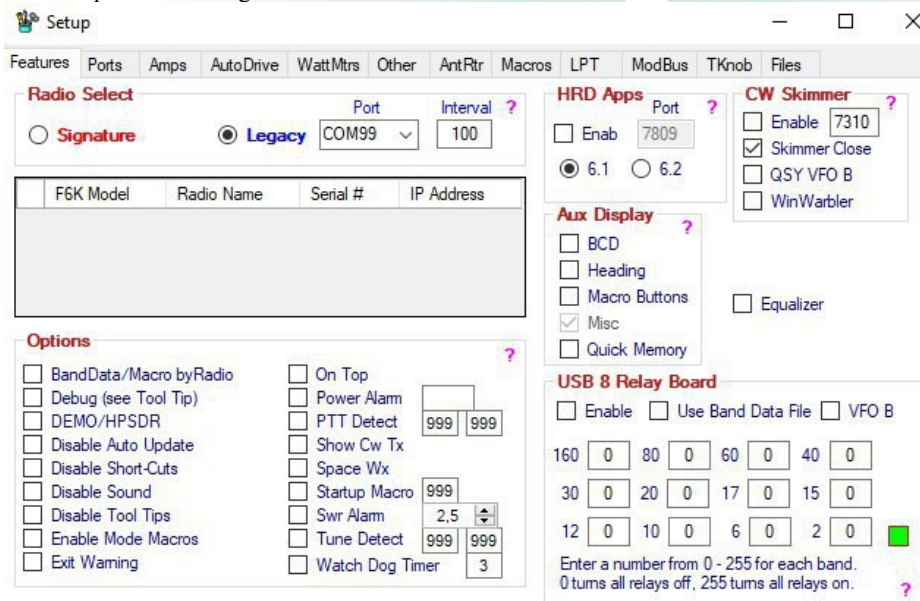 Setup
Features Ports Amps AutoDrive WattMtrs Other AntRtr Macros LPT ModBus TKnob Files
Radio Select
Port Interval ?
Signature Legacy COM99 100
F6K Model Radio Name Serial # IP Address
HRD Apps
Port ?
Enab 7809
6.1 6.2
CW Skimmer
?
Enable 7310
Skimmer Close
QSY VFO B
WinWarbler
Aux Display
?
BCD
Heading
Macro Buttons
Misc
Quick Memory
Equalizer
Options
?
BandData/Macro byRadio
Debug (see Tool Tip)
DEMO/HPSDR
Disable Auto Update
Disable Short-Cuts
Disable Sound
Disable Tool Tips
Enable Mode Macros
Exit Warning
On Top
Power Alarm
PTT Detect 999 999
Show Cw Tx
Space Wx
Startup Macro 999
Swr Alarm 2,5
Tune Detect 999 999
Watch Dog Timer 3
USB 8 Relay Board
Enable Use Band Data File VFO B
160 0 80 0 60 0 40 0
30 0 20 0 17 0 15 0
12 0 10 0 6 0 2 0
Enter a number from 0 - 255 for each band.
0 turns all relays off, 255 turns all relays on.
?